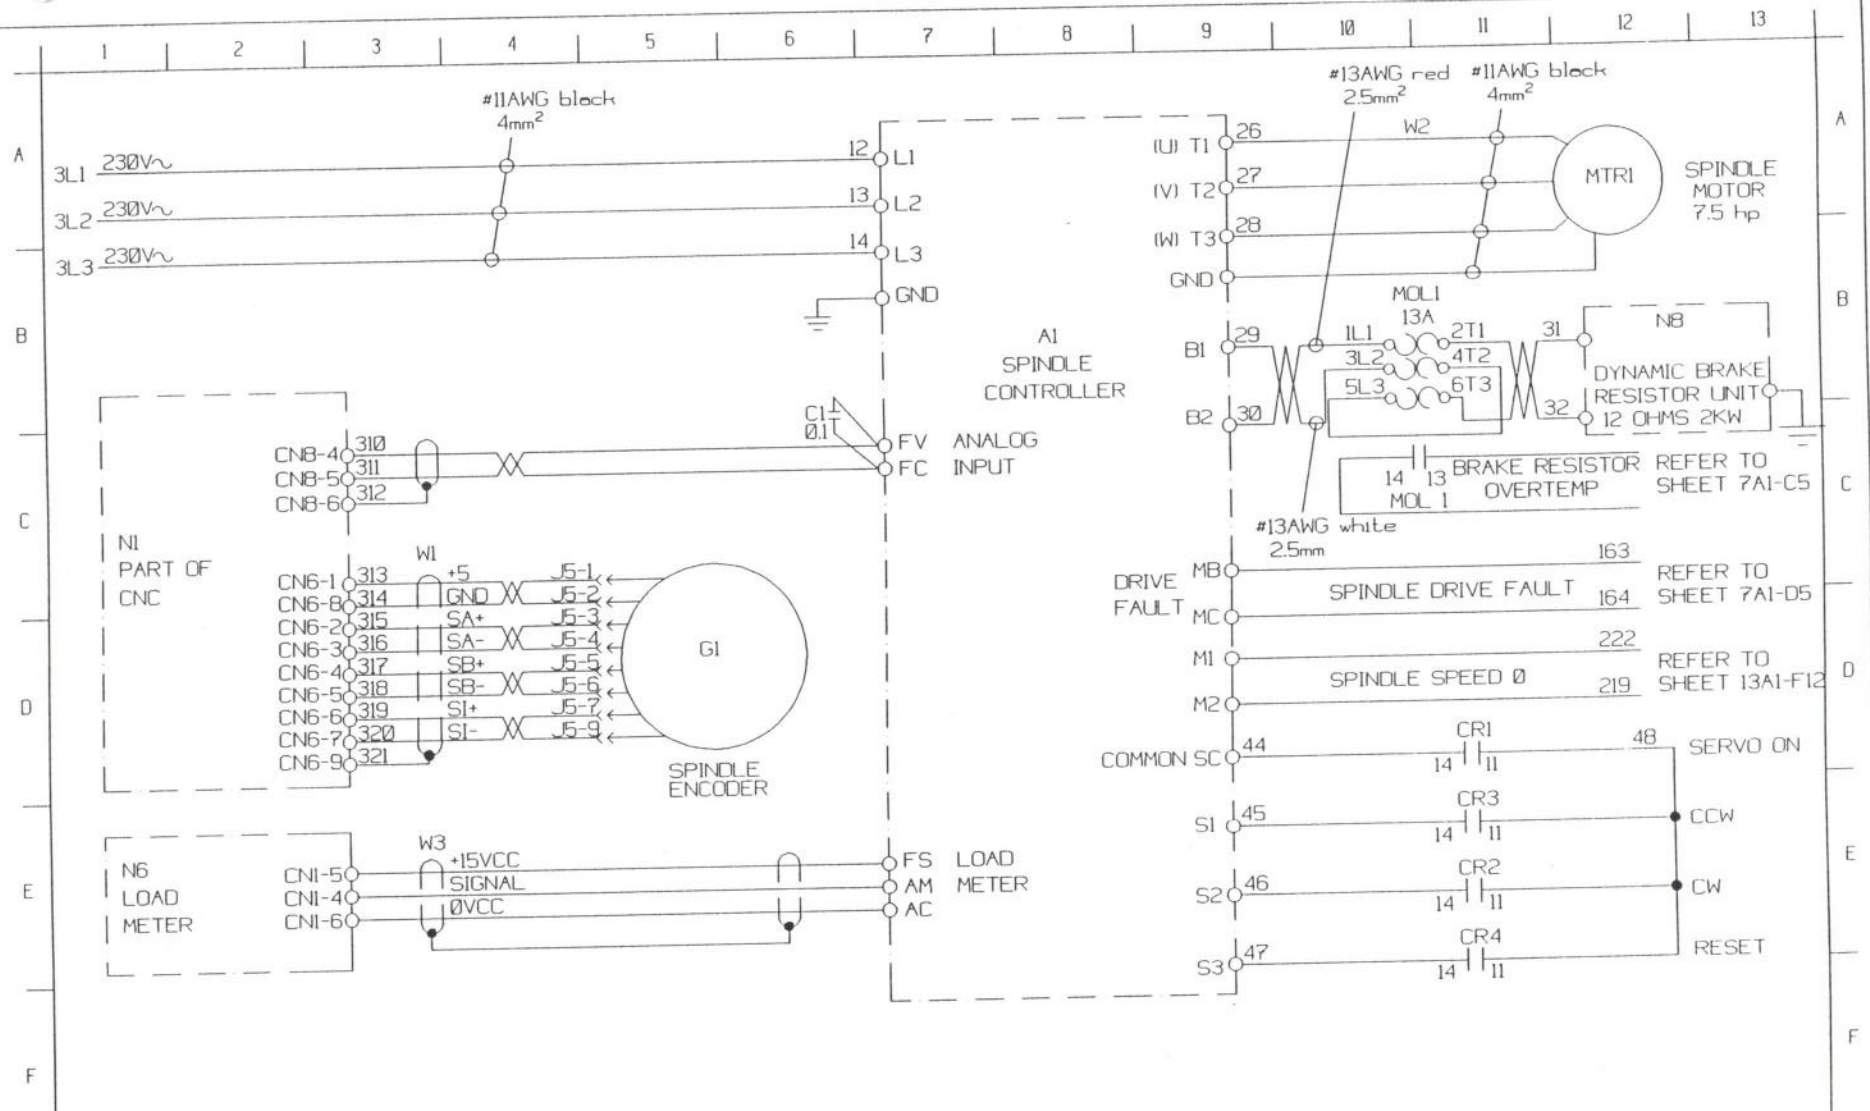 1 2 3 4 5 6 7 8 9 10 11 12 13
A
B
C
D
E
F
#11AWG black
4mm²
3L1 230V~
12 L1
3L2 230V~
13 L2
3L3 230V~
14 L3
GND
A1
SPINDLE
CONTROLLER
C1
0.1
FV ANALOG
FC INPUT
N1
PART OF
CNC
CN8-4 310
CN8-5 311
CN8-6 312
W1
CN6-1 313 +5 J5-1
CN6-8 314 GND J5-2
CN6-2 315 SA+ J5-3
CN6-3 316 SA- J5-4
CN6-4 317 SB+ J5-5
CN6-5 318 SB- J5-6
CN6-6 319 SI+ J5-7
CN6-7 320 SI- J5-9
CN6-9 321
G1
SPINDLE
ENCODER
N6
LOAD
METER
W3
CN1-5 +15VCC FS LOAD
CN1-4 SIGNAL AM METER
CN1-6 0VCC AC
#13AWG red
2.5mm²
#11AWG black
4mm²
(U) T1 26 W2
(V) T2 27
(W) T3 28
GND
MTR1
SPINDLE
MOTOR
7.5 hp
MOL1
13A
B1 29 1L1 2T1 31
3L2 4T2
5L3 6T3
B2 30 32
N8
DYNAMIC BRAKE
RESISTOR UNIT
12 OHMS 2KW
14 13
MOL 1
BRAKE RESISTOR
OVERTEMP
REFER TO
SHEET 7A1-C5
#13AWG white
2.5mm
DRIVE
FAULT
MB 163
SPINDLE DRIVE FAULT
MC 164
REFER TO
SHEET 7A1-D5
M1 222
SPINDLE SPEED 0
M2 219
REFER TO
SHEET 13A1-F12
COMMON SC 44 CR1 14 11 48 SERVO ON
S1 45 CR3 14 11 CCW
S2 46 CR2 14 11 CW
S3 47 CR4 14 11 RESET
A
B
C
D
E
F